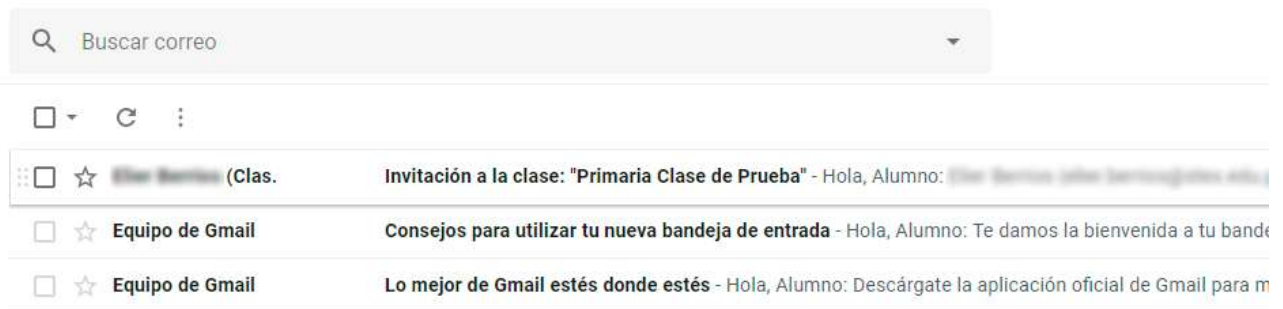 Buscar correo
(Clas. Invitación a la clase: "Primaria Clase de Prueba" - Hola, Alumno:
Equipo de Gmail Consejos para utilizar tu nueva bandeja de entrada - Hola, Alumno: Te damos la bienvenida a tu
Equipo de Gmail Lo mejor de Gmail estés donde estés - Hola, Alumno: Descárgate la aplicación oficial de Gmail para